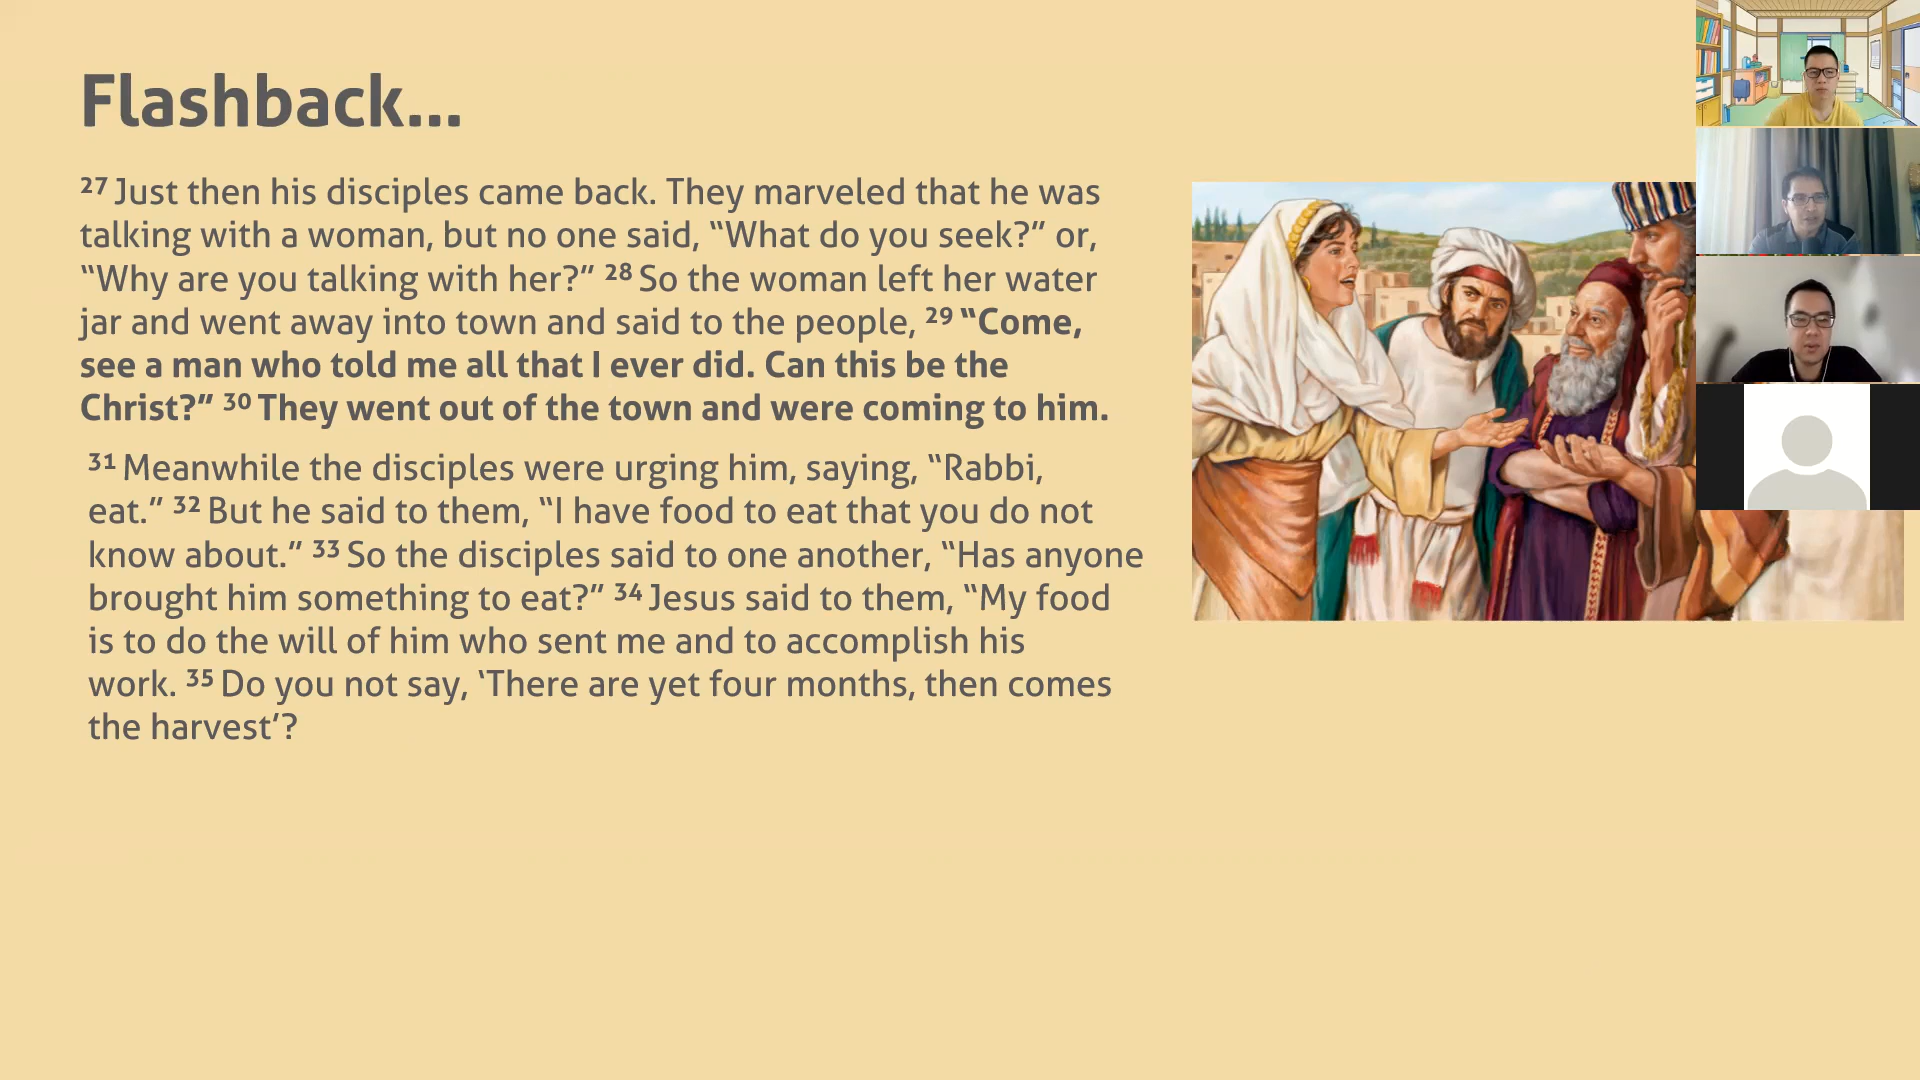 Flashback...
27 Just then his disciples came back. They marveled that he was
talking with a woman, but no one said, “What do you seek?” or,
“Why are you talking with her?” 28 So the woman left her water
jar and went away into town and said to the people, 29 “Come,
see a man who told me all that I ever did. Can this be the
Christ?” 30 They went out of the town and were coming to him.
31 Meanwhile the disciples were urging him, saying, “Rabbi,
eat.” 32 But he said to them, “I have food to eat that you do not
know about.” 33 So the disciples said to one another, “Has anyone
brought him something to eat?” 34 Jesus said to them, “My food
is to do the will of him who sent me and to accomplish his
work. 35 Do you not say, ‘There are yet four months, then comes
the harvest’?